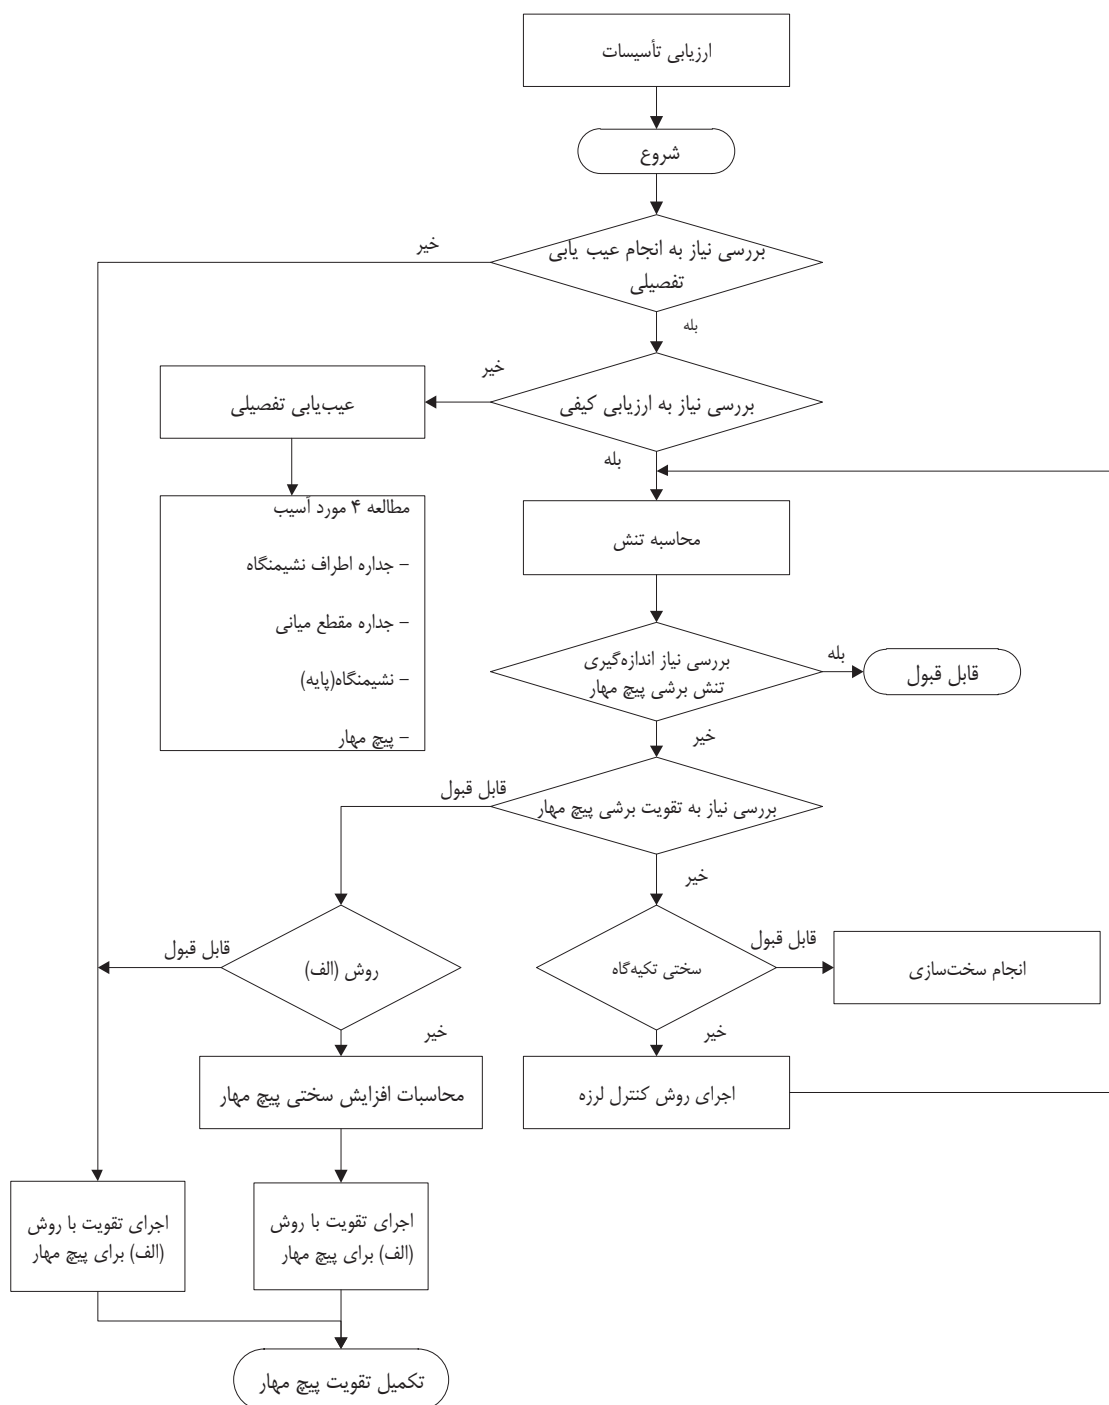 ارزیابی تأسیسات
شروع
بررسی نیاز به انجام عیب یابی
تفصیلی
خیر
بله
بررسی نیاز به ارزیابی کیفی
خیر
عیب‌یابی تفصیلی
بله
مطالعه ۴ مورد آسیب
– جداره اطراف نشیمنگاه
– جداره مقطع میانی
– نشیمنگاه(پایه)
– پیچ مهار
محاسبه تنش
بررسی نیاز اندازه‌گیری
تنش برشی پیچ مهار
بله
قابل قبول
خیر
بررسی نیاز به تقویت برشی پیچ مهار
قابل قبول
خیر
سختی تکیه‌گاه
قابل قبول
انجام سخت‌سازی
روش (الف)
قابل قبول
خیر
خیر
اجرای روش کنترل لرزه
محاسبات افزایش سختی پیچ مهار
اجرای تقویت با روش
(الف) برای پیچ مهار
اجرای تقویت با روش
(الف) برای پیچ مهار
تکمیل تقویت پیچ مهار